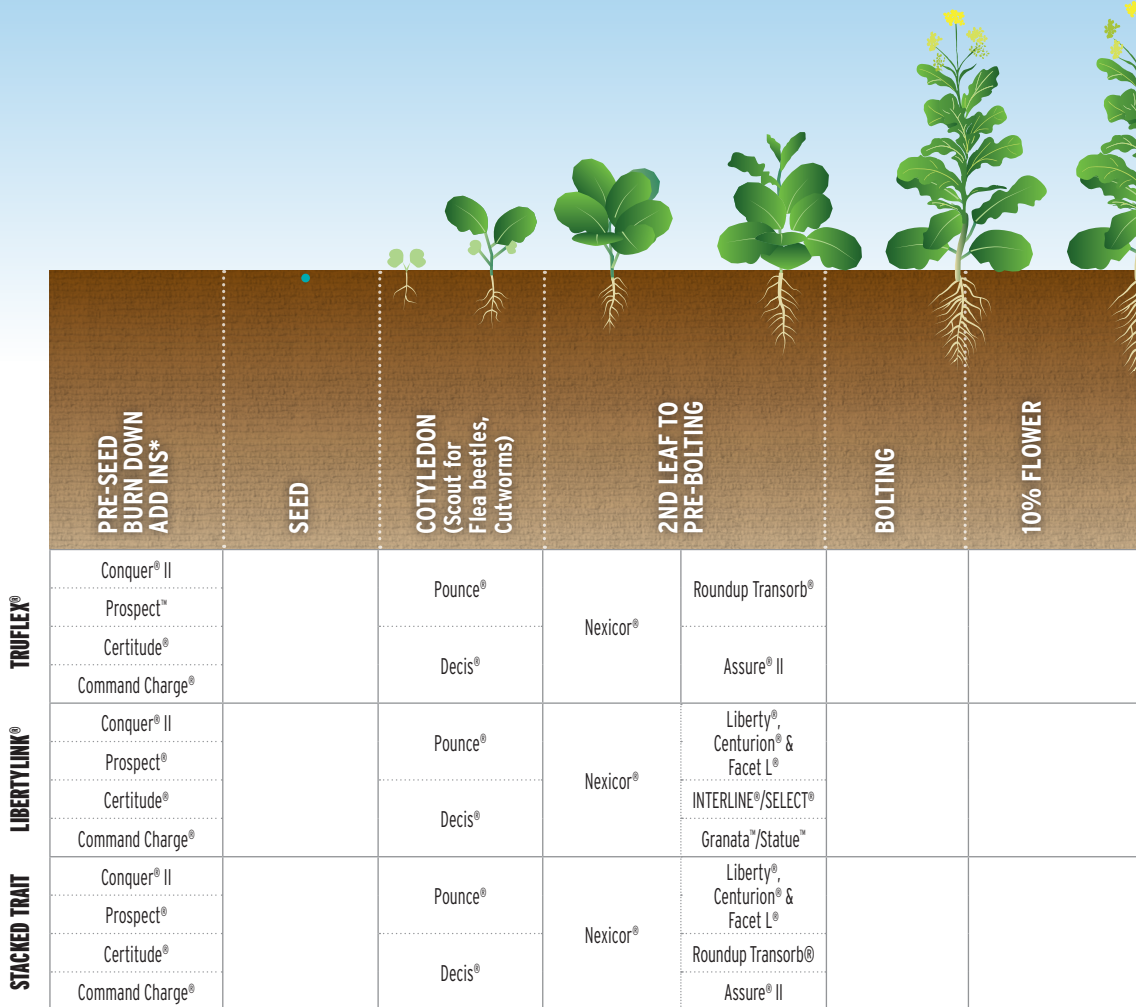 PRE-SEED
BURN DOWN
ADD INS*
SEED
COTYLEDON
(Scout for
Flea beetles,
Cutworms)
2ND LEAF TO
PRE-BOLTING
BOLTING
10% FLOWER
TRUFLEX®
Conquer® II
Prospect™
Certitude®
Command Charge®
Pounce®
Decis®
Nexicor®
Roundup Transorb®
Assure® II
LIBERTYLINK®
Conquer® II
Prospect®
Certitude®
Command Charge®
Pounce®
Decis®
Nexicor®
Liberty®,
Centurion® &
Facet L®
INTERLINE®/SELECT®
Granata™/Statue™
STACKED TRAIT
Conquer® II
Prospect®
Certitude®
Command Charge®
Pounce®
Decis®
Nexicor®
Liberty®,
Centurion® &
Facet L®
Roundup Transorb®
Assure® II